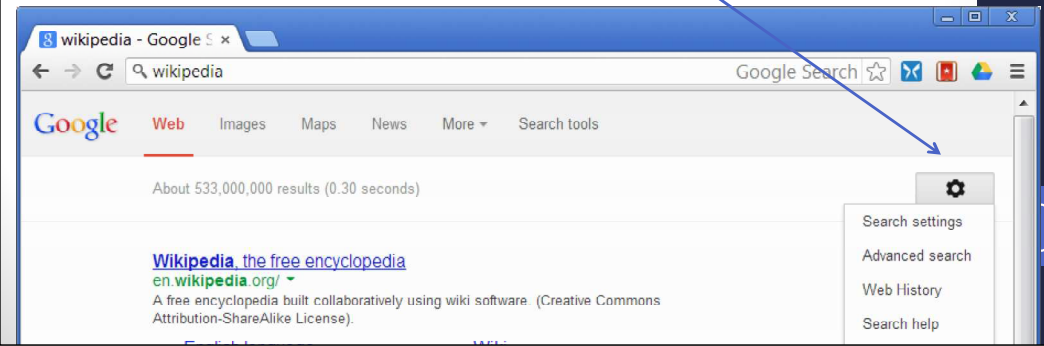 wikipedia - Google S
wikipedia Google Search
Google Web Images Maps News More Search tools
About 533,000,000 results (0.30 seconds)
Search settings
Advanced search
Web History
Search help
Wikipedia, the free encyclopedia
en.wikipedia.org/
A free encyclopedia built collaboratively using wiki software. (Creative Commons
Attribution-ShareAlike License).